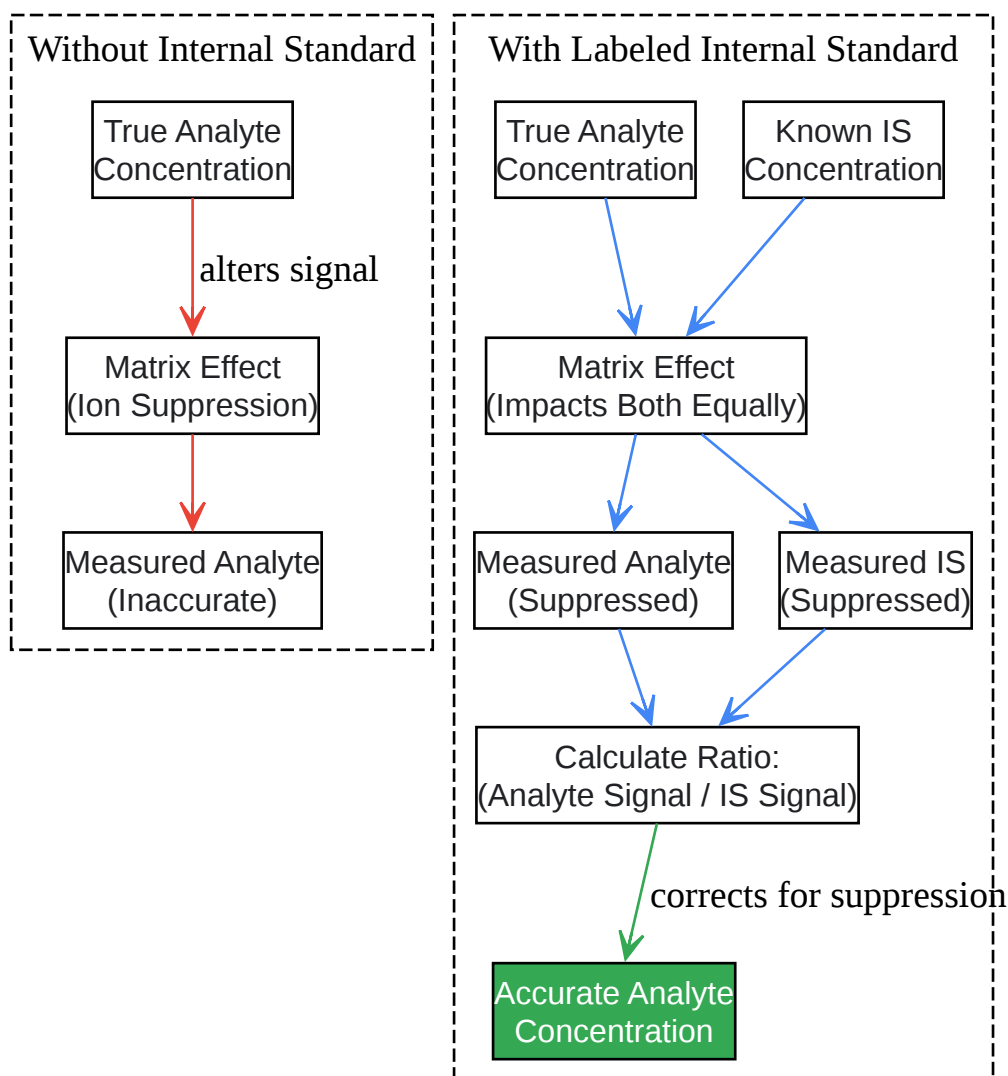 Without Internal Standard
True Analyte
Concentration
alters signal
Matrix Effect
(Ion Suppression)
Measured Analyte
(Inaccurate)
With Labeled Internal Standard
True Analyte
Concentration
Known IS
Concentration
Matrix Effect
(Impacts Both Equally)
Measured Analyte
(Suppressed)
Measured IS
(Suppressed)
Calculate Ratio:
(Analyte Signal / IS Signal)
corrects for suppression
Accurate Analyte
Concentration